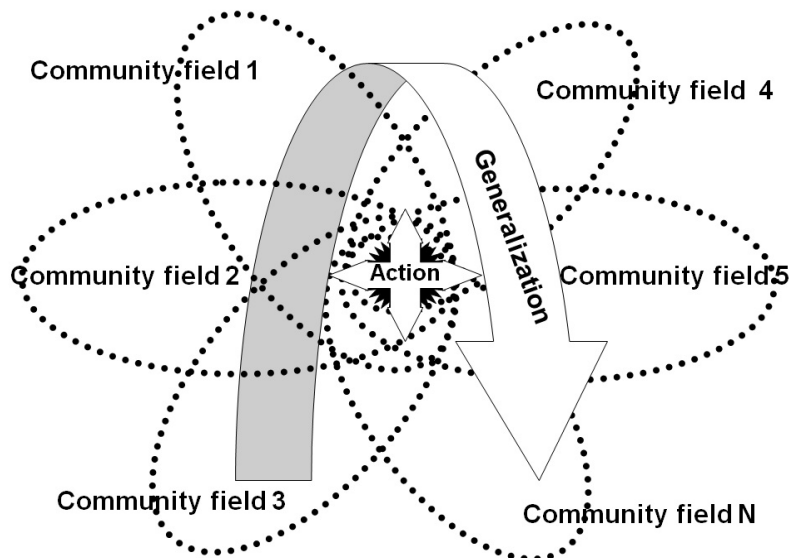 Community field 1
Community field 4
Generalization
Community field 2
Action
Community field 5
Community field 3
Community field N